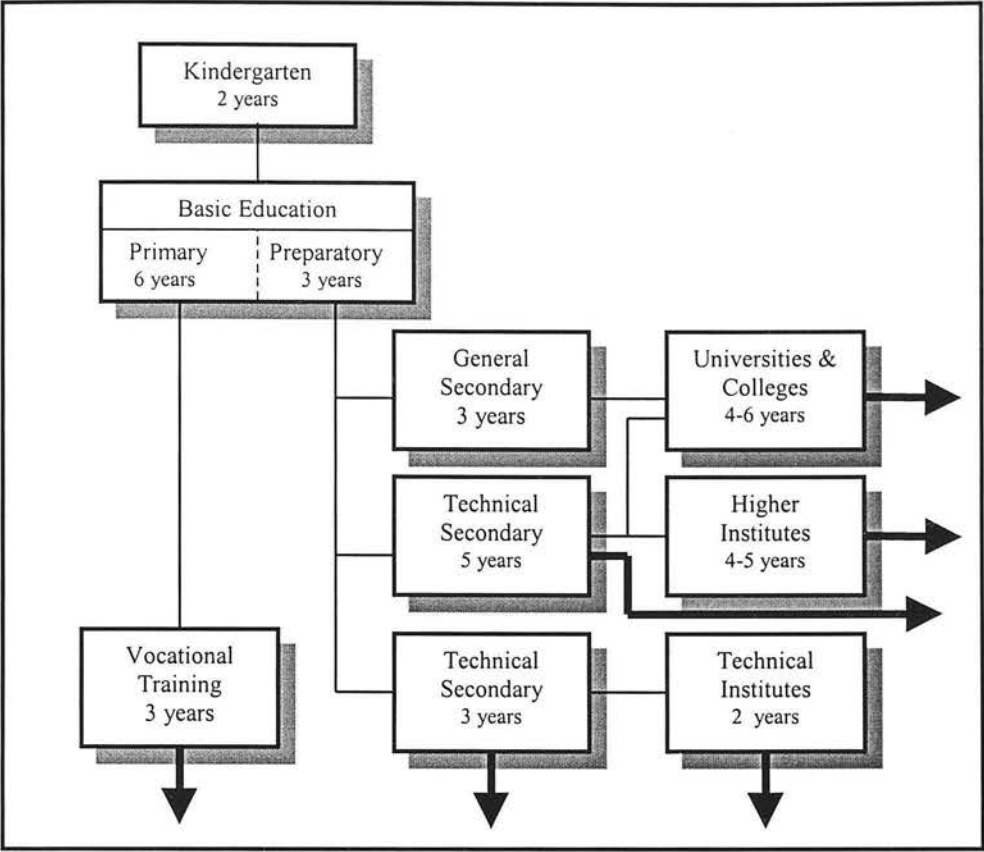 Kindergarten
2 years
Basic Education
Primary
6 years
Preparatory
3 years
General
Secondary
3 years
Universities &
Colleges
4-6 years
Technical
Secondary
5 years
Higher
Institutes
4-5 years
Vocational
Training
3 years
Technical
Secondary
3 years
Technical
Institutes
2 years